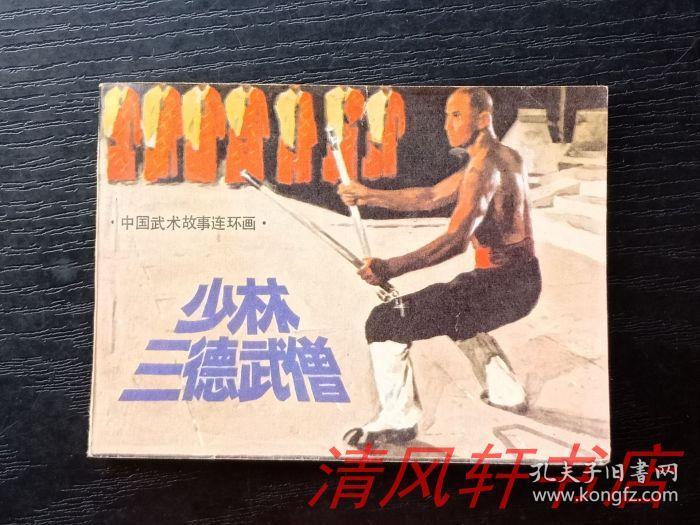 ·中国武术故事连环画·
少林
三德武僧
清风轩书店
孔夫子旧书网
www.kongfz.com